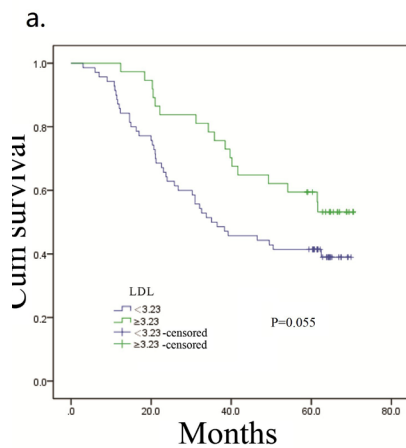 a.
1.0
0.8
0.6
0.4
0.2
0.0
Cum survival
LDL
<3.23
≥3.23
<3.23-censored
≥3.23-censored
P=0.055
.0 20.0 40.0 60.0 80.0
Months